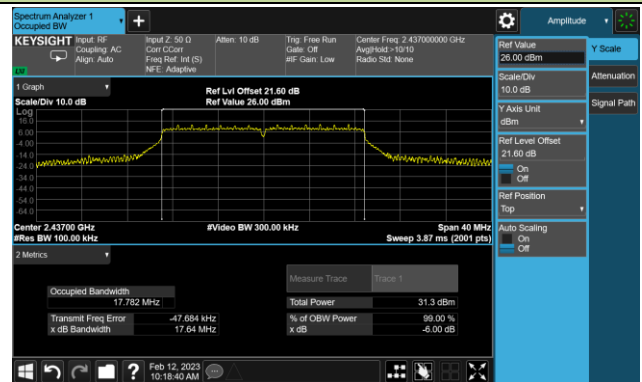 Spectrum Analyzer 1
Occupied BW
Amplitude
KEYSIGHT Input: RF Input Z: 50 Ω Atten: 10 dB Trig: Free Run Center Freq: 2.437000000 GHz
Coupling: AC Corr CCorr Gate: Off Avg|Hold:>10/10
Align: Auto Freq Ref: Int (S) #IF Gain: Low Radio Std: None
NFE: Adaptive
Ref Value
26.00 dBm
Y Scale
Scale/Div
10.0 dB
Attenuation
Y Axis Unit
dBm
Signal Path
Ref Level Offset
21.60 dB
On
Off
Ref Position
Top
Auto Scaling
On
Off
1 Graph
Ref Lvl Offset 21.60 dB
Scale/Div 10.0 dB Ref Value 26.00 dBm
Log
16.0
6.00
-4.00
-14.0
-24.0
-34.0
-44.0
-54.0
-64.0
Center 2.43700 GHz #Video BW 300.00 kHz Span 40 MHz
#Res BW 100.00 kHz Sweep 3.87 ms (2001 pts)
2 Metrics
Measure Trace Trace 1
Occupied Bandwidth
17.782 MHz Total Power 31.3 dBm
Transmit Freq Error -47.684 kHz % of OBW Power 99.00 %
x dB Bandwidth 17.64 MHz x dB -6.00 dB
Feb 12, 2023
10:18:40 AM